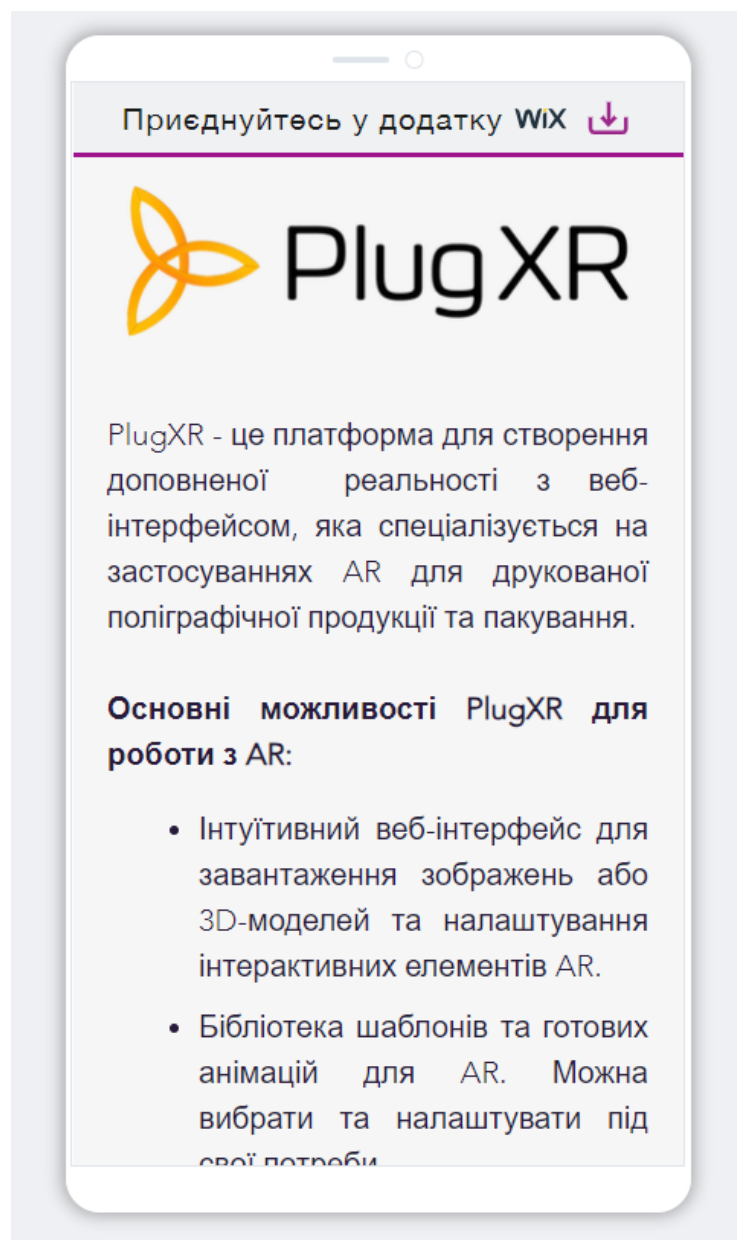 Приєднуйтесь у додатку WiX
PlugXR
PlugXR - це платформа для створення
доповненої реальності з веб-
інтерфейсом, яка спеціалізується на
застосуваннях AR для друкованої
поліграфічної продукції та пакування.
Основні можливості PlugXR для
роботи з AR:
• Інтуїтивний веб-інтерфейс для
завантаження зображень або
3D-моделей та налаштування
інтерактивних елементів AR.
• Бібліотека шаблонів та готових
анімацій для AR. Можна
вибрати та налаштувати під
свої потреби